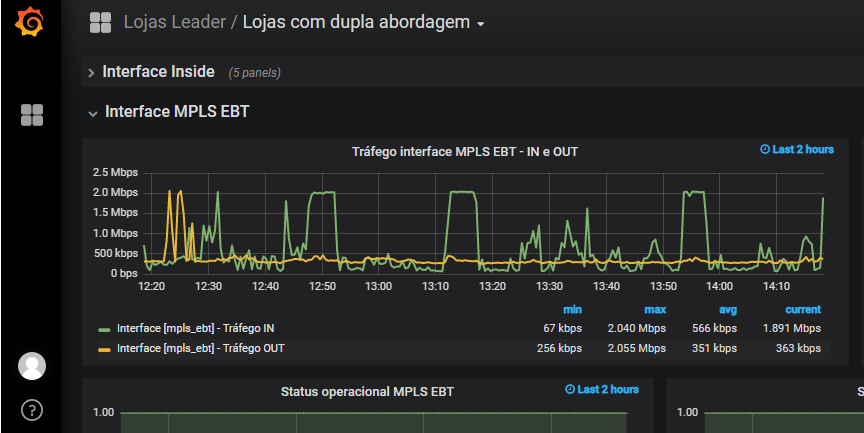 Lojas Leader / Lojas com dupla abordagem
Interface Inside (5 panels)
Interface MPLS EBT
Tráfego interface MPLS EBT - IN e OUT
Last 2 hours
2.5 Mbps
2.0 Mbps
1.5 Mbps
1.0 Mbps
500 kbps
0 bps
12:20 12:30 12:40 12:50 13:00 13:10 13:20 13:30 13:40 13:50 14:00 14:10
min max avg current
Interface [mpls_ebt] - Tráfego IN 67 kbps 2.040 Mbps 566 kbps 1.891 Mbps
Interface [mpls_ebt] - Tráfego OUT 256 kbps 2.055 Mbps 351 kbps 363 kbps
Status operacional MPLS EBT
Last 2 hours
S
1.00
1.00
?